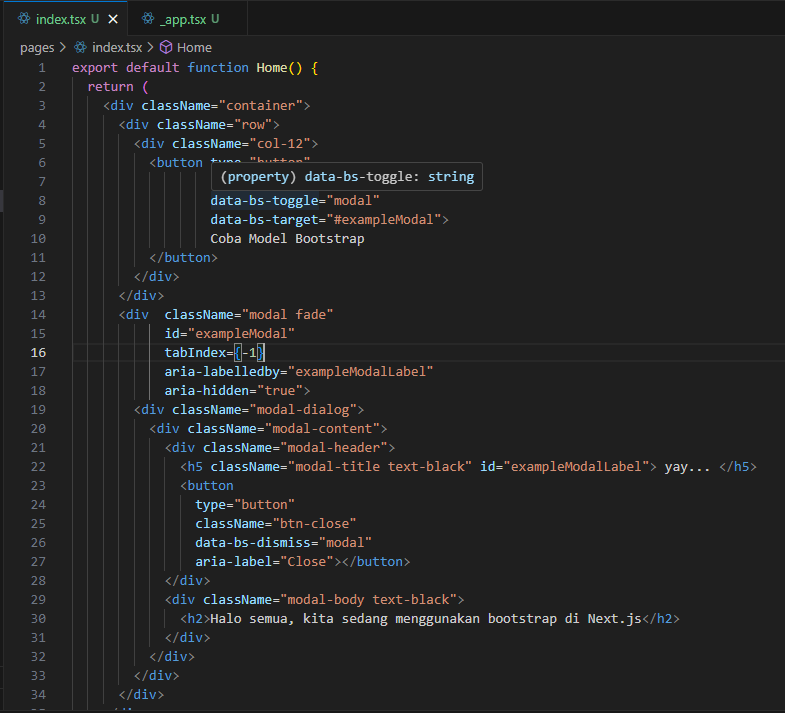 index.tsx U
_app.tsx U
pages > index.tsx > Home
1 export default function Home() {
2 return (
3 <div className="container">
4 <div className="row">
5 <div className="col-12">
6 <button type="button"
7
(property) data-bs-toggle: string
8 data-bs-toggle="modal"
9 data-bs-target="#exampleModal">
10 Coba Model Bootstrap
11 </button>
12 </div>
13 </div>
14 <div className="modal fade"
15 id="exampleModal"
16 tabIndex={-1}
17 aria-labelledby="exampleModalLabel"
18 aria-hidden="true">
19 <div className="modal-dialog">
20 <div className="modal-content">
21 <div className="modal-header">
22 <h5 className="modal-title text-black" id="exampleModalLabel"> yay... </h5>
23 <button
24 type="button"
25 className="btn-close"
26 data-bs-dismiss="modal"
27 aria-label="Close"></button>
28 </div>
29 <div className="modal-body text-black">
30 <h2>Halo semua, kita sedang menggunakan bootstrap di Next.js</h2>
31 </div>
32 </div>
33 </div>
34 </div>